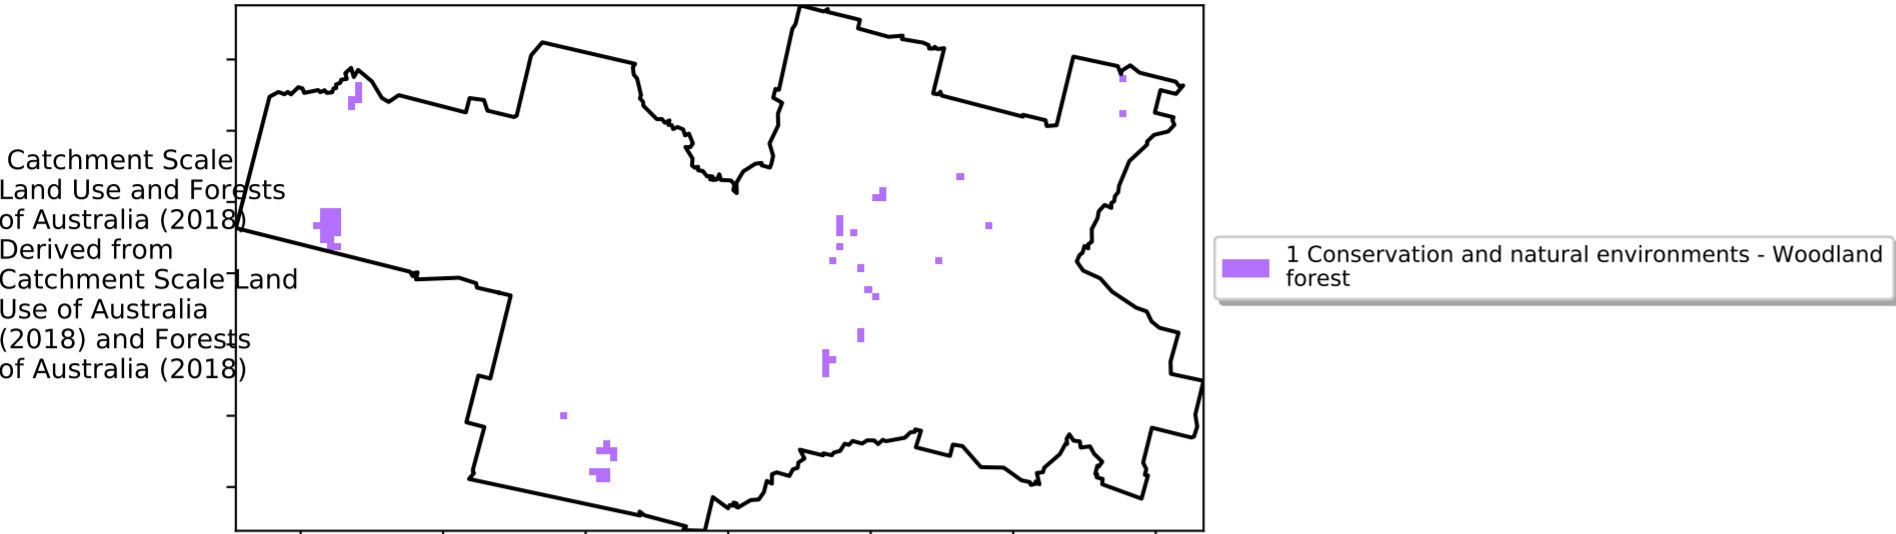 Catchment Scale
Land Use and Forests
of Australia (2018)
Derived from
Catchment Scale Land
Use of Australia
(2018) and Forests
of Australia (2018)
1 Conservation and natural environments - Woodland
forest